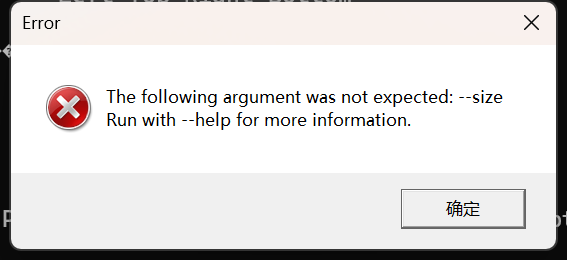 Error
The following argument was not expected: --size
Run with --help for more information.
确定